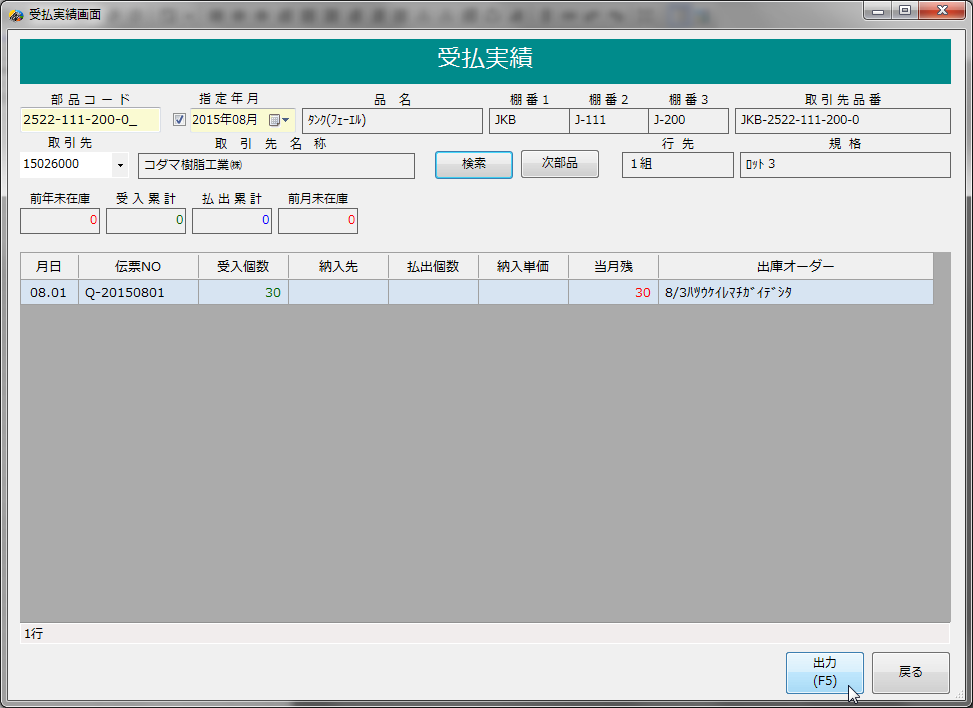 受払実績画面
受払実績
部品コード 指定年月 品名 棚番1 棚番2 棚番3 取引先品番
2522-111-200-0_ 2015年08月 ﾀﾝｸ(ﾌｪｰｴﾙ) JKB J-111 J-200 JKB-2522-111-200-0
取引先 取引先名称 行先 規格
15026000 コダマ樹脂工業㈱ 検索 次部品 1組 ﾛｯﾄ 3
前年末在庫 受入累計 払出累計 前月末在庫
0 0 0 0
月日 伝票NO 受入個数 納入先 払出個数 納入単価 当月残 出庫オーダー
08.01 Q-20150801 30 30 8/3ﾊﾂｳｹｲﾚﾏﾁｶﾞｲﾃﾞｼﾀ
1行
出力
(F5)
戻る